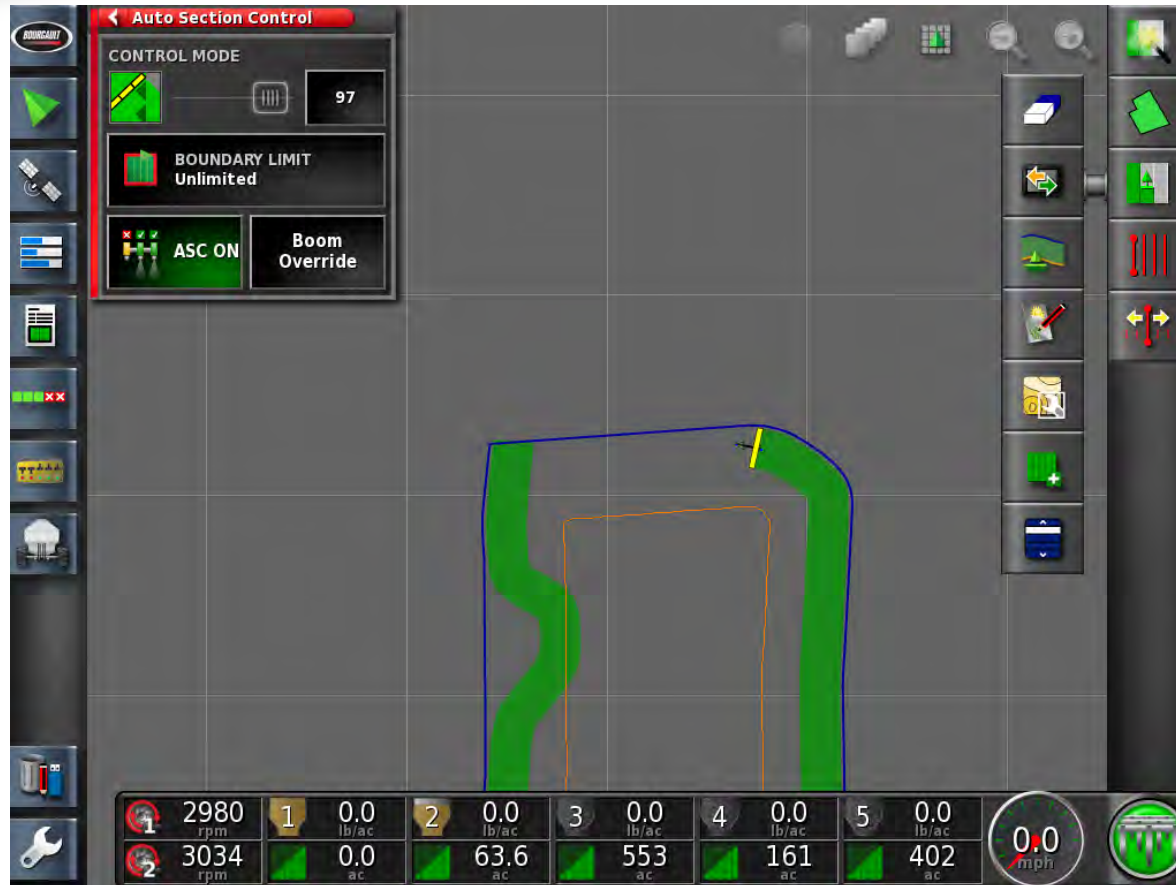 BOURGAULT
Auto Section Control
CONTROL MODE
97
BOUNDARY LIMIT
Unlimited
ASC ON
Boom
Override
1 2980 rpm
1 0.0 lb/ac
2 0.0 lb/ac
3 0.0 lb/ac
4 0.0 lb/ac
5 0.0 lb/ac
2 3034 rpm
0.0 ac
63.6 ac
553 ac
161 ac
402 ac
0.0 mph